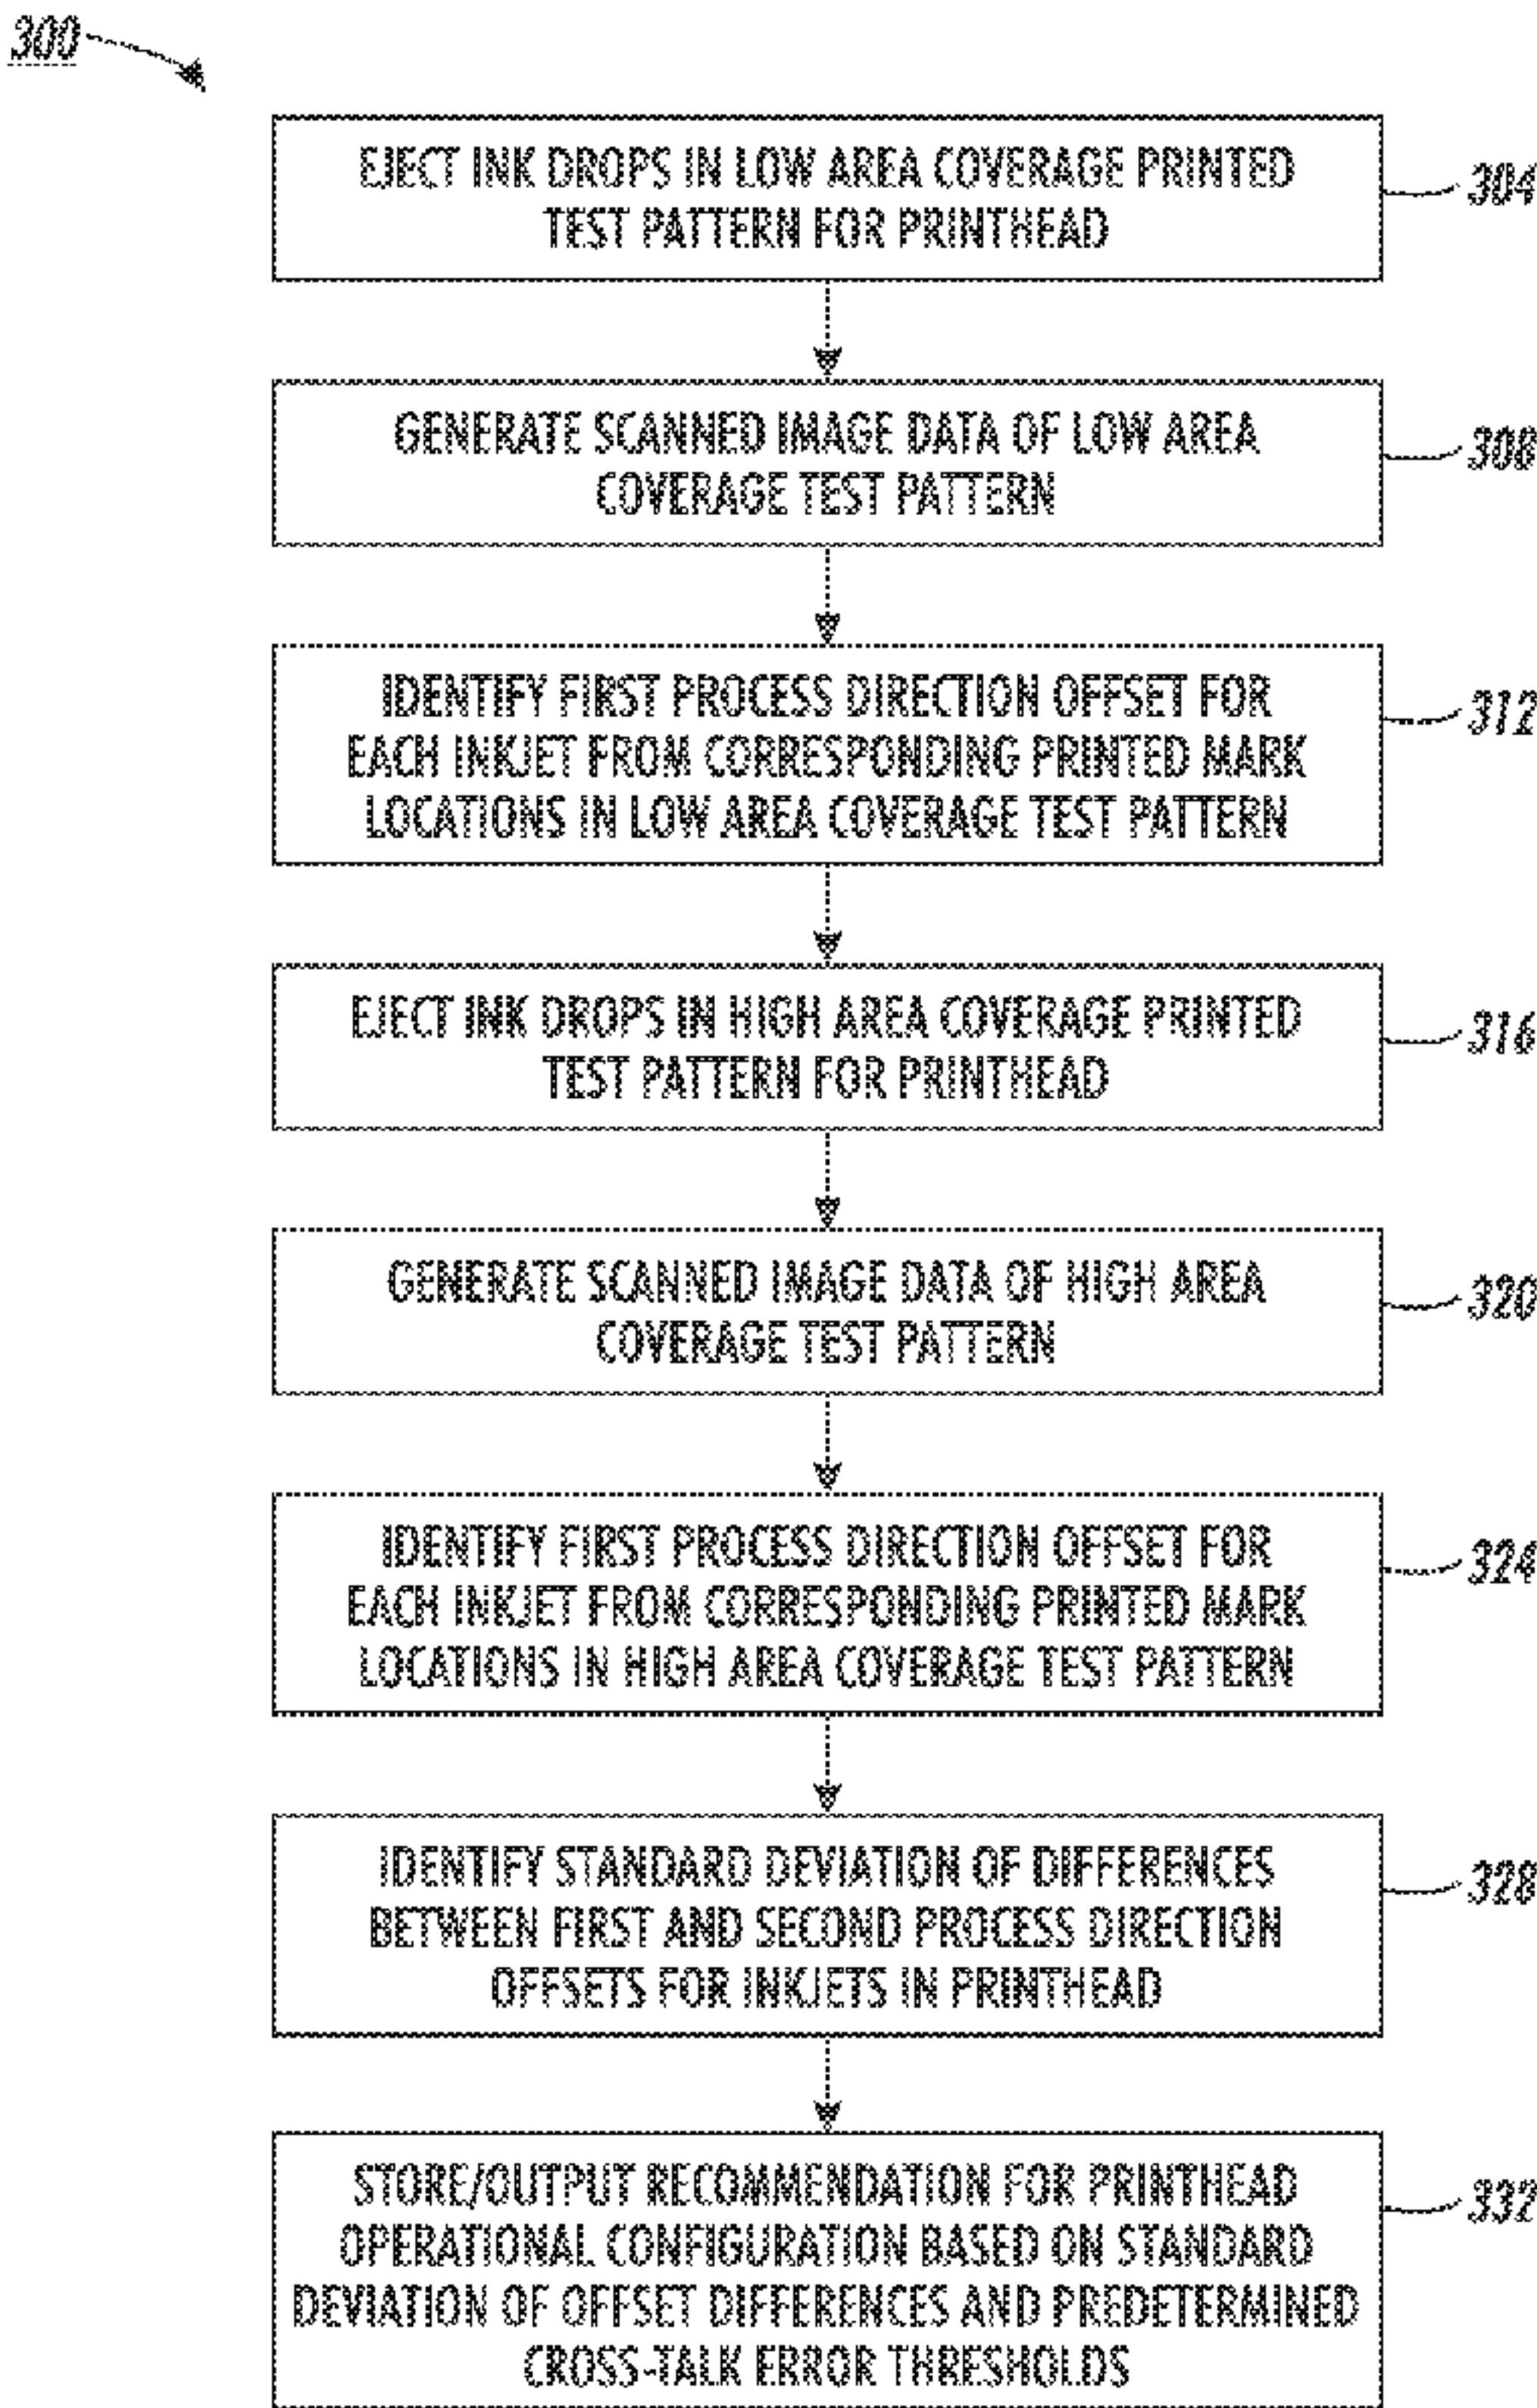 300
EJECT INK DROPS IN LOW AREA COVERAGE PRINTED
TEST PATTERN FOR PRINTHEAD
304
GENERATE SCANNED IMAGE DATA OF LOW AREA
COVERAGE TEST PATTERN
308
IDENTIFY FIRST PROCESS DIRECTION OFFSET FOR
EACH INKJET FROM CORRESPONDING PRINTED MARK
LOCATIONS IN LOW AREA COVERAGE TEST PATTERN
312
EJECT INK DROPS IN HIGH AREA COVERAGE PRINTED
TEST PATTERN FOR PRINTHEAD
316
GENERATE SCANNED IMAGE DATA OF HIGH AREA
COVERAGE TEST PATTERN
320
IDENTIFY FIRST PROCESS DIRECTION OFFSET FOR
EACH INKJET FROM CORRESPONDING PRINTED MARK
LOCATIONS IN HIGH AREA COVERAGE TEST PATTERN
324
IDENTIFY STANDARD DEVIATION OF DIFFERENCES
BETWEEN FIRST AND SECOND PROCESS DIRECTION
OFFSETS FOR INKJETS IN PRINTHEAD
328
STORE/OUTPUT RECOMMENDATION FOR PRINTHEAD
OPERATIONAL CONFIGURATION BASED ON STANDARD
DEVIATION OF OFFSET DIFFERENCES AND PREDETERMINED
CROSS-TALK ERROR THRESHOLDS
332